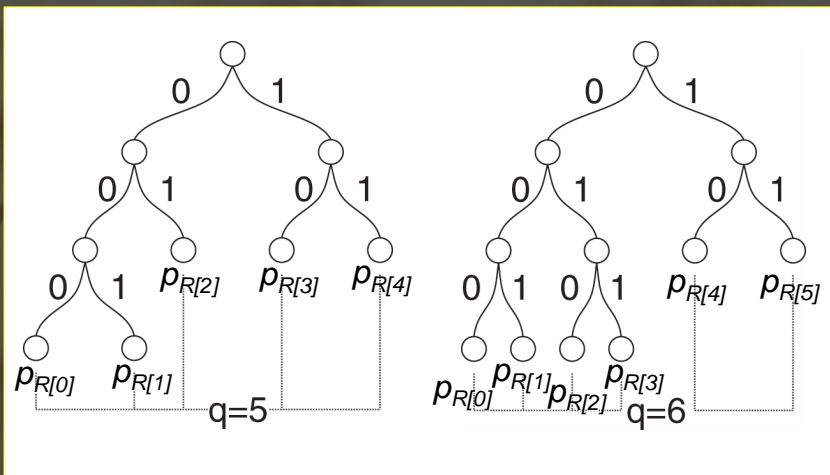 0 1
0 1
0 1 0 1
0 1 0 1
p_R[2] p_R[3] p_R[4]
p_R[4] p_R[5]
0 1
0 1 0 1
p_R[0] p_R[1]
p_R[0] p_R[1] p_R[2] p_R[3]
q=5
q=6